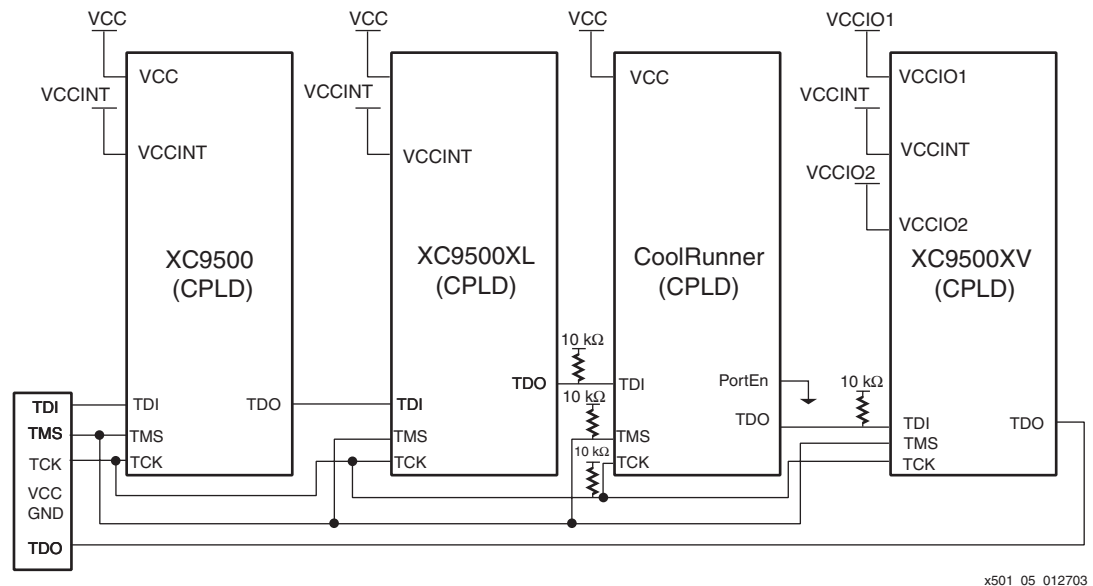 VCC
VCC
VCC
VCCIO1
VCC
VCC
VCC
VCCIO1
VCCINT
VCCINT
VCCINT
VCCINT
VCCINT
VCCINT
VCCIO2
VCCIO2
XC9500
(CPLD)
XC9500XL
(CPLD)
CoolRunner
(CPLD)
XC9500XV
(CPLD)
10 kΩ
TDO
TDI
PortEn
10 kΩ
10 kΩ
TDI
TDI
TDO
TDI
TDO
TDI
TDO
TMS
TMS
TMS
TMS
TMS
10 kΩ
TCK
TCK
TCK
TCK
TCK
VCC
GND
TDO
x501_05_012703